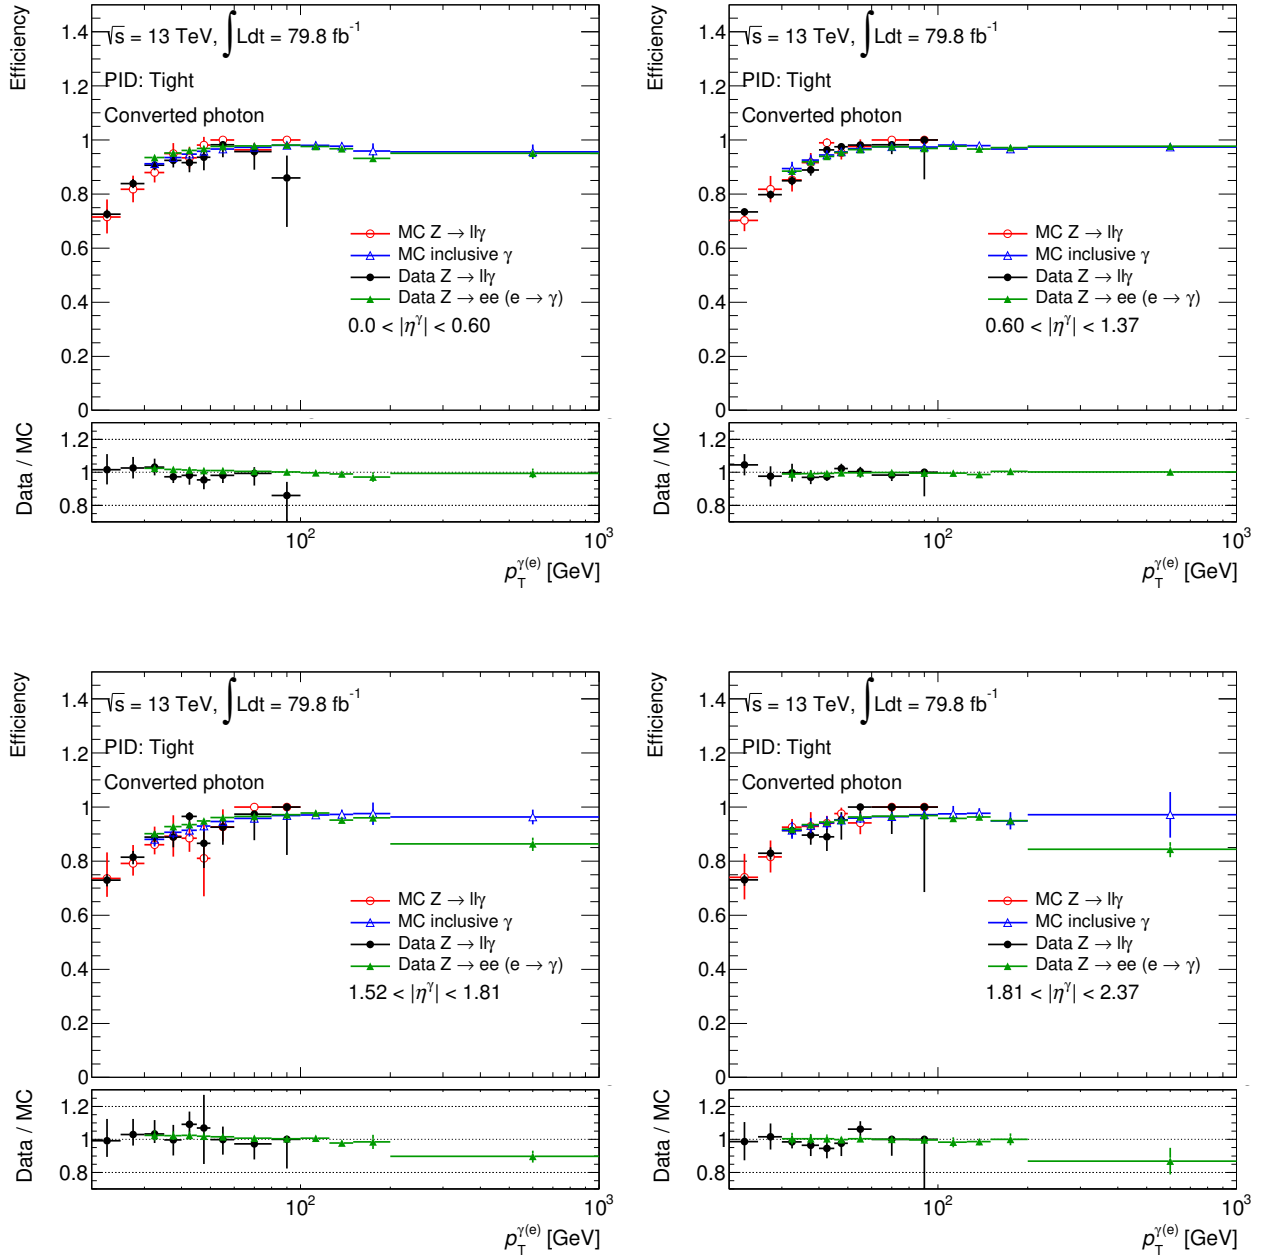 Efficiency
√s = 13 TeV, ∫Ldt = 79.8 fb⁻¹
PID: Tight
Converted photon
MC Z → llγ
MC inclusive γ
Data Z → llγ
Data Z → ee (e → γ)
0.0 < |η^γ| < 0.60
1.4
1.2
1
0.8
0.6
0.4
0.2
0
Data / MC
1.2
1
0.8
10²
10³
p_T^γ(e) [GeV]
Efficiency
√s = 13 TeV, ∫Ldt = 79.8 fb⁻¹
PID: Tight
Converted photon
MC Z → llγ
MC inclusive γ
Data Z → llγ
Data Z → ee (e → γ)
0.60 < |η^γ| < 1.37
1.4
1.2
1
0.8
0.6
0.4
0.2
0
Data / MC
1.2
1
0.8
10²
10³
p_T^γ(e) [GeV]
Efficiency
√s = 13 TeV, ∫Ldt = 79.8 fb⁻¹
PID: Tight
Converted photon
MC Z → llγ
MC inclusive γ
Data Z → llγ
Data Z → ee (e → γ)
1.52 < |η^γ| < 1.81
1.4
1.2
1
0.8
0.6
0.4
0.2
0
Data / MC
1.2
1
0.8
10²
10³
p_T^γ(e) [GeV]
Efficiency
√s = 13 TeV, ∫Ldt = 79.8 fb⁻¹
PID: Tight
Converted photon
MC Z → llγ
MC inclusive γ
Data Z → llγ
Data Z → ee (e → γ)
1.81 < |η^γ| < 2.37
1.4
1.2
1
0.8
0.6
0.4
0.2
0
Data / MC
1.2
1
0.8
10²
10³
p_T^γ(e) [GeV]